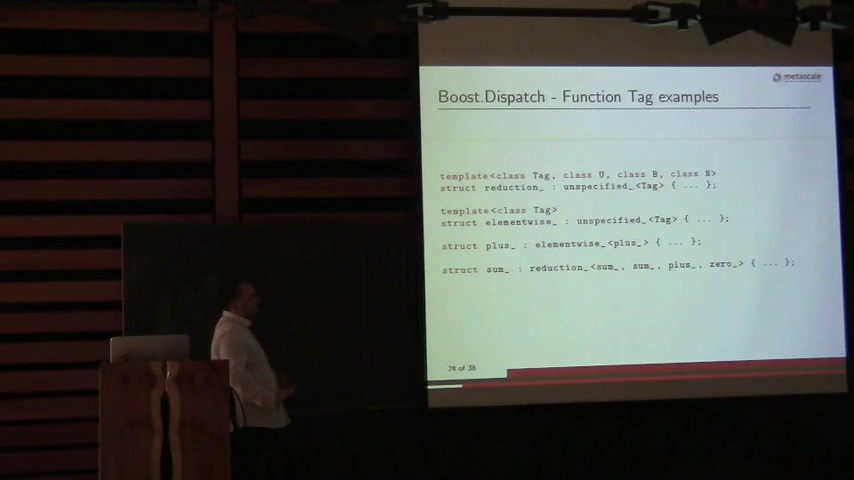 metascale
Boost.Dispatch - Function Tag examples
template<class Tag, class U, class B, class N>
struct reduction_ : unspecified_<Tag> { ... };
template<class Tag>
struct elementwise_ : unspecified_<Tag> { ... };
struct plus_ : elementwise_<plus_> { ... };
struct sum_ : reduction_<sum_, sum_, plus_, zero_> { ... };
24 of 38